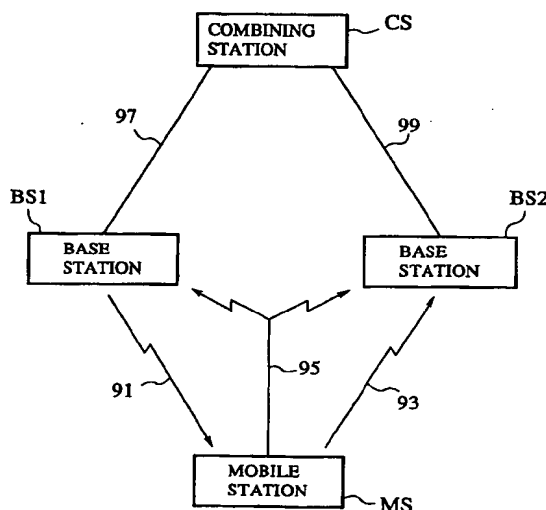 COMBINING
STATION
CS
97
99
BS1
BS2
BASE
STATION
BASE
STATION
91
95
93
MOBILE
STATION
MS